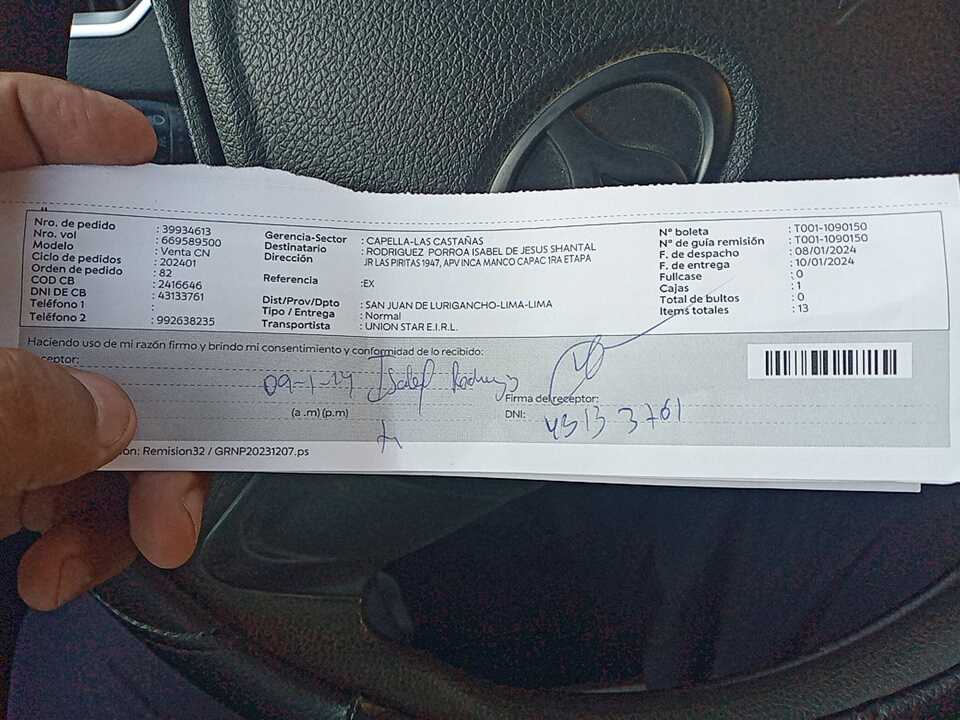 Nro. de pedido : 39934613
Nro. vol : 669589500
Modelo : Venta CN
Ciclo de pedidos : 202401
Orden de pedido : 82
COD CB : 2416646
DNI DE CB : 43133761
Teléfono 1 :
Teléfono 2 : 992638235
Gerencia-Sector : CAPELLA-LAS CASTAÑAS
Destinatario : RODRIGUEZ PORROA ISABEL DE JESUS SHANTAL
Dirección JR LAS PIRITAS 1947, APV INCA MANCO CAPAC 1RA ETAPA
Referencia :EX
Dist/Prov/Dpto : SAN JUAN DE LURIGANCHO-LIMA-LIMA
Tipo / Entrega : Normal
Transportista : UNION STAR E.I.R.L.
N° boleta : T001-1090150
N° de guía remisión : T001-1090150
F. de despacho : 08/01/2024
F. de entrega : 10/01/2024
Fullcase : 0
Cajas : 1
Total de bultos : 0
Items totales : 13
Haciendo uso de mi razón firmo y brindo mi consentimiento y conformidad de lo recibido:
ceptor:
Isabel
(a .m) (p.m)
Firma del receptor:
DNI: 43133761
ón: Remision32 / GRNP20231207.ps